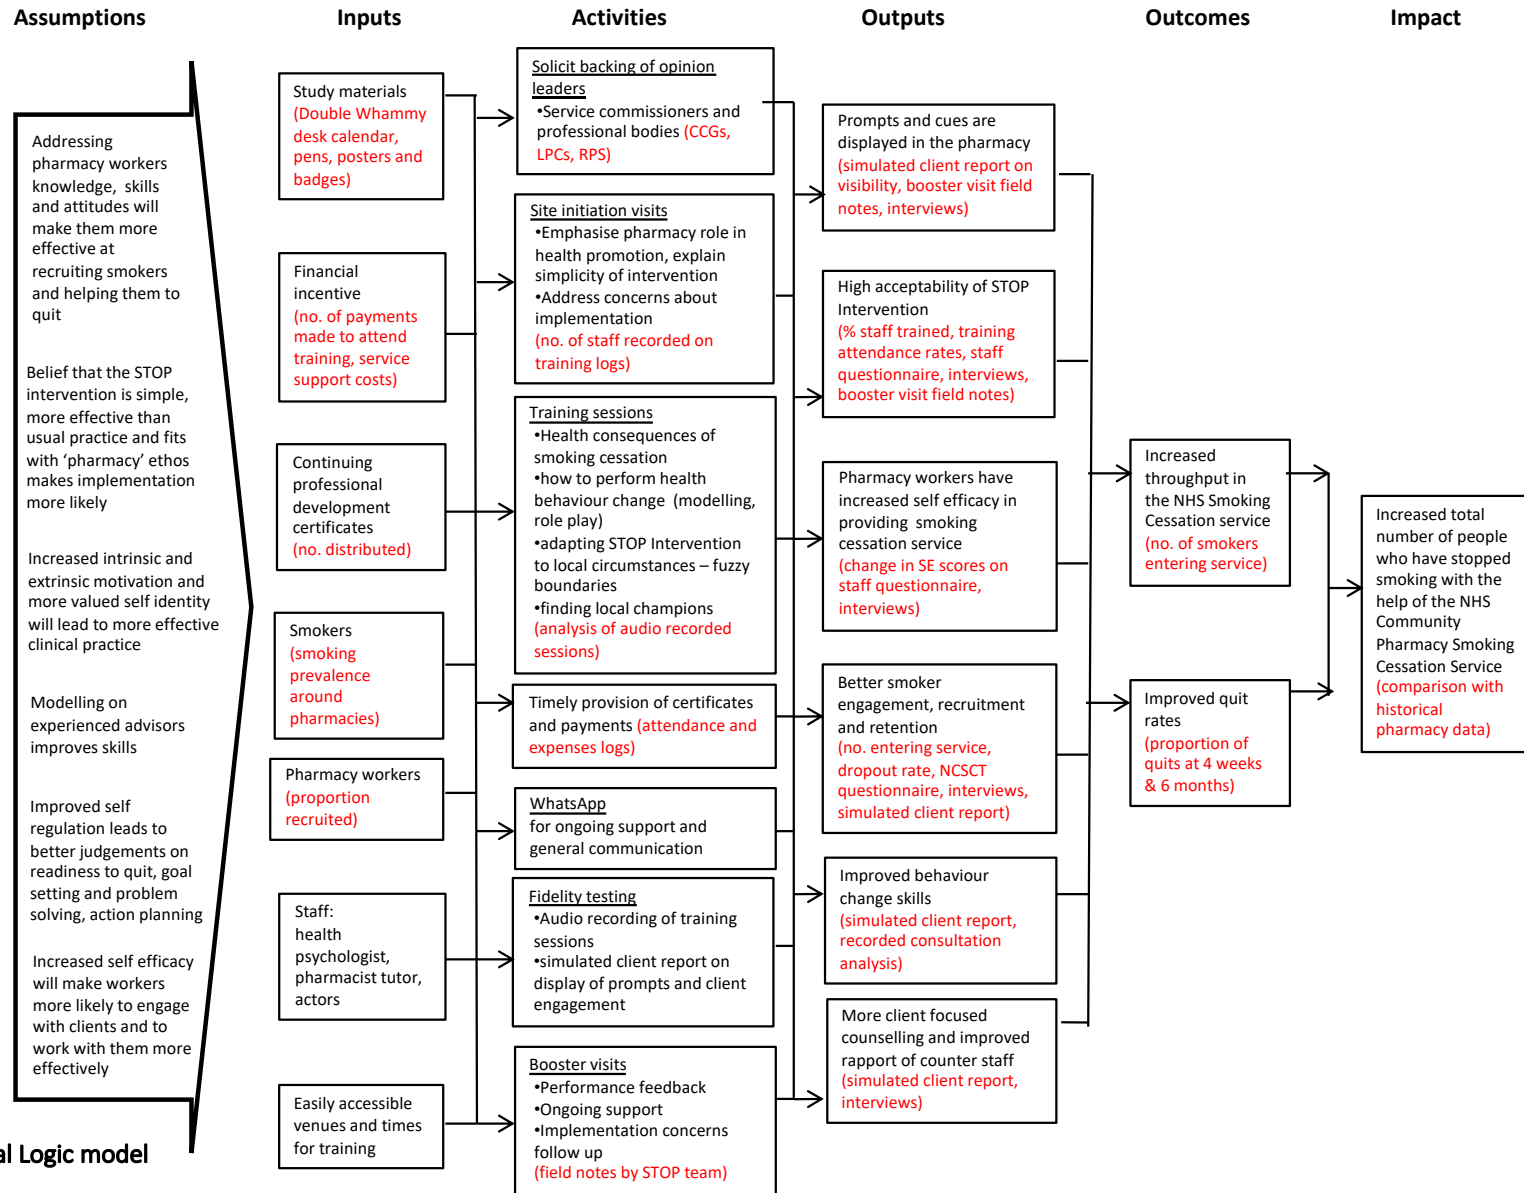 Assumptions
Inputs
Activities
Outputs
Outcomes
Impact
Addressing
pharmacy workers
knowledge, skills
and attitudes will
make them more
effective at
recruiting smokers
and helping them to
quit
Belief that the STOP
intervention is simple,
more effective than
usual practice and fits
with ‘pharmacy’ ethos
makes implementation
more likely
Increased intrinsic and
extrinsic motivation and
more valued self identity
will lead to more effective
clinical practice
Modelling on
experienced advisors
improves skills
Improved self
regulation leads to
better judgements on
readiness to quit, goal
setting and problem
solving, action planning
Increased self efficacy
will make workers
more likely to engage
with clients and to
work with them more
effectively
Study materials
(Double Whammy
desk calendar,
pens, posters and
badges)
Financial
incentive
(no. of payments
made to attend
training, service
support costs)
Continuing
professional
development
certificates
(no. distributed)
Smokers
(smoking
prevalence
around
pharmacies)
Pharmacy workers
(proportion
recruited)
Staff:
health
psychologist,
pharmacist tutor,
actors
Easily accessible
venues and times
for training
Solicit backing of opinion
leaders
•Service commissioners and
professional bodies (CCGs,
LPCs, RPS)
Site initiation visits
•Emphasise pharmacy role in
health promotion, explain
simplicity of intervention
•Address concerns about
implementation
(no. of staff recorded on
training logs)
Training sessions
•Health consequences of
smoking cessation
•how to perform health
behaviour change (modelling,
role play)
•adapting STOP Intervention
to local circumstances – fuzzy
boundaries
•finding local champions
(analysis of audio recorded
sessions)
Timely provision of certificates
and payments (attendance and
expenses logs)
WhatsApp
for ongoing support and
general communication
Fidelity testing
•Audio recording of training
sessions
•simulated client report on
display of prompts and client
engagement
Booster visits
•Performance feedback
•Ongoing support
•Implementation concerns
follow up
(field notes by STOP team)
Prompts and cues are
displayed in the pharmacy
(simulated client report on
visibility, booster visit field
notes, interviews)
High acceptability of STOP
Intervention
(% staff trained, training
attendance rates, staff
questionnaire, interviews,
booster visit field notes)
Pharmacy workers have
increased self efficacy in
providing smoking
cessation service
(change in SE scores on
staff questionnaire,
interviews)
Better smoker
engagement, recruitment
and retention
(no. entering service,
dropout rate, NCSCT
questionnaire, interviews,
simulated client report)
Improved behaviour
change skills
(simulated client report,
recorded consultation
analysis)
More client focused
counselling and improved
rapport of counter staff
(simulated client report,
interviews)
Increased
throughput in
the NHS Smoking
Cessation service
(no. of smokers
entering service)
Improved quit
rates
(proportion of
quits at 4 weeks
& 6 months)
Increased total
number of people
who have stopped
smoking with the
help of the NHS
Community
Pharmacy Smoking
Cessation Service
(comparison with
historical
pharmacy data)
al Logic model